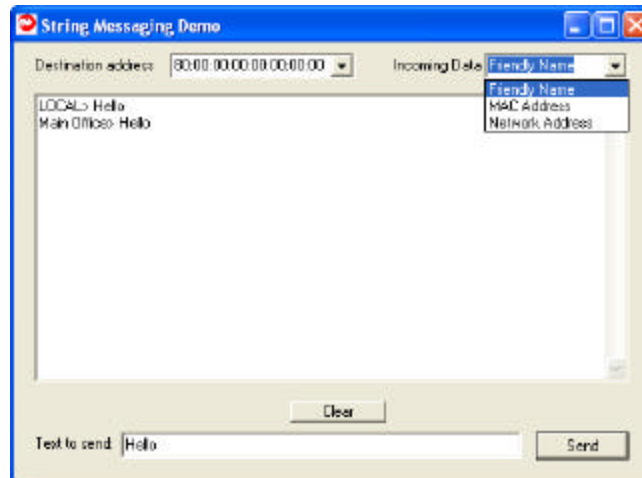 String Messaging Demo
Destination address 80:00:00:00:00:00:00:00 Incoming Data Friendly Name
Friendly Name
MAC Address
Network Address
LOCAL> Hello
Main Office> Hello
Clear
Text to send Hello Send